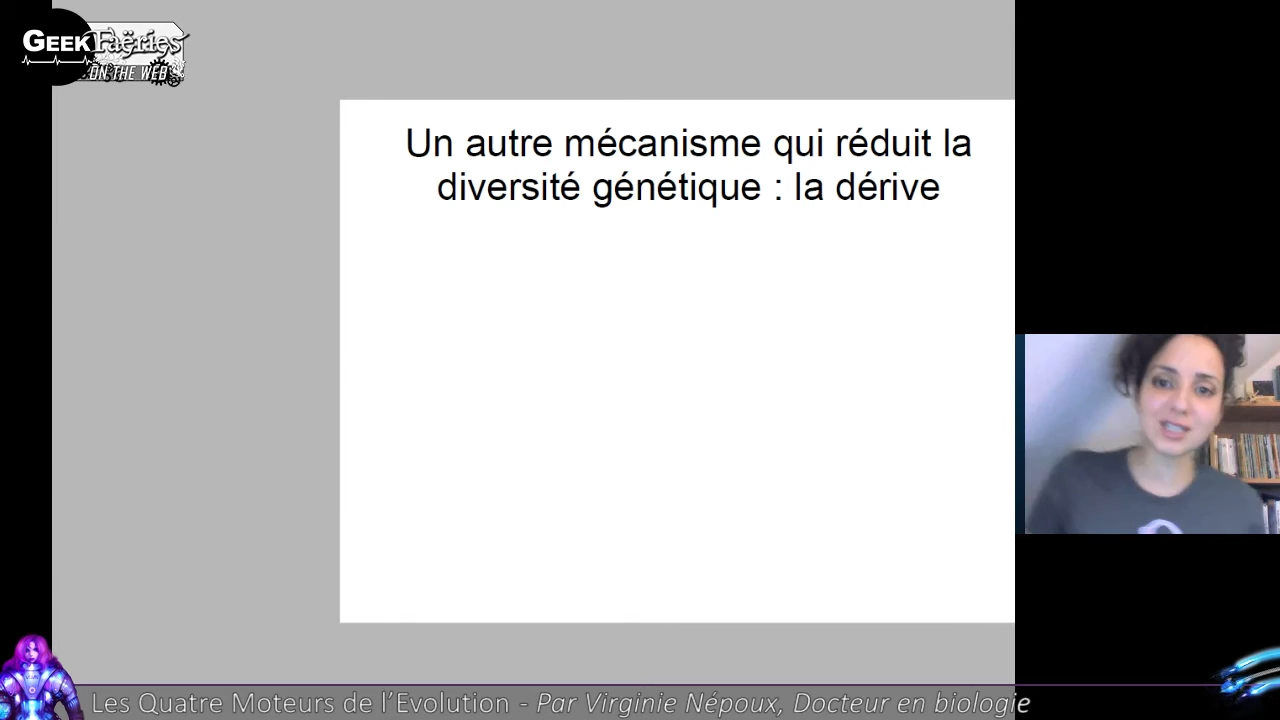 GEEK Faëries
ON THE WEB
Un autre mécanisme qui réduit la
diversité génétique : la dérive
Les Quatre Moteurs de l'Evolution - Par Virginie Népoux, Docteur en biologie